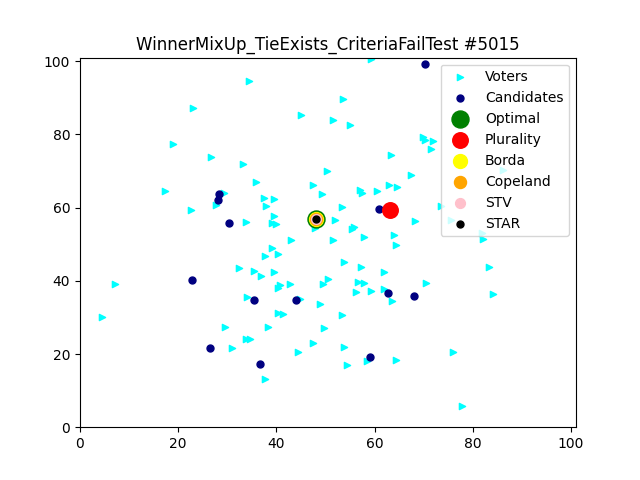 WinnerMixUp_TieExists_CriteriaFailTest #5015
100
80
60
40
20
0
0
20
40
60
80
100
Voters
Candidates
Optimal
Plurality
Borda
Copeland
STV
STAR